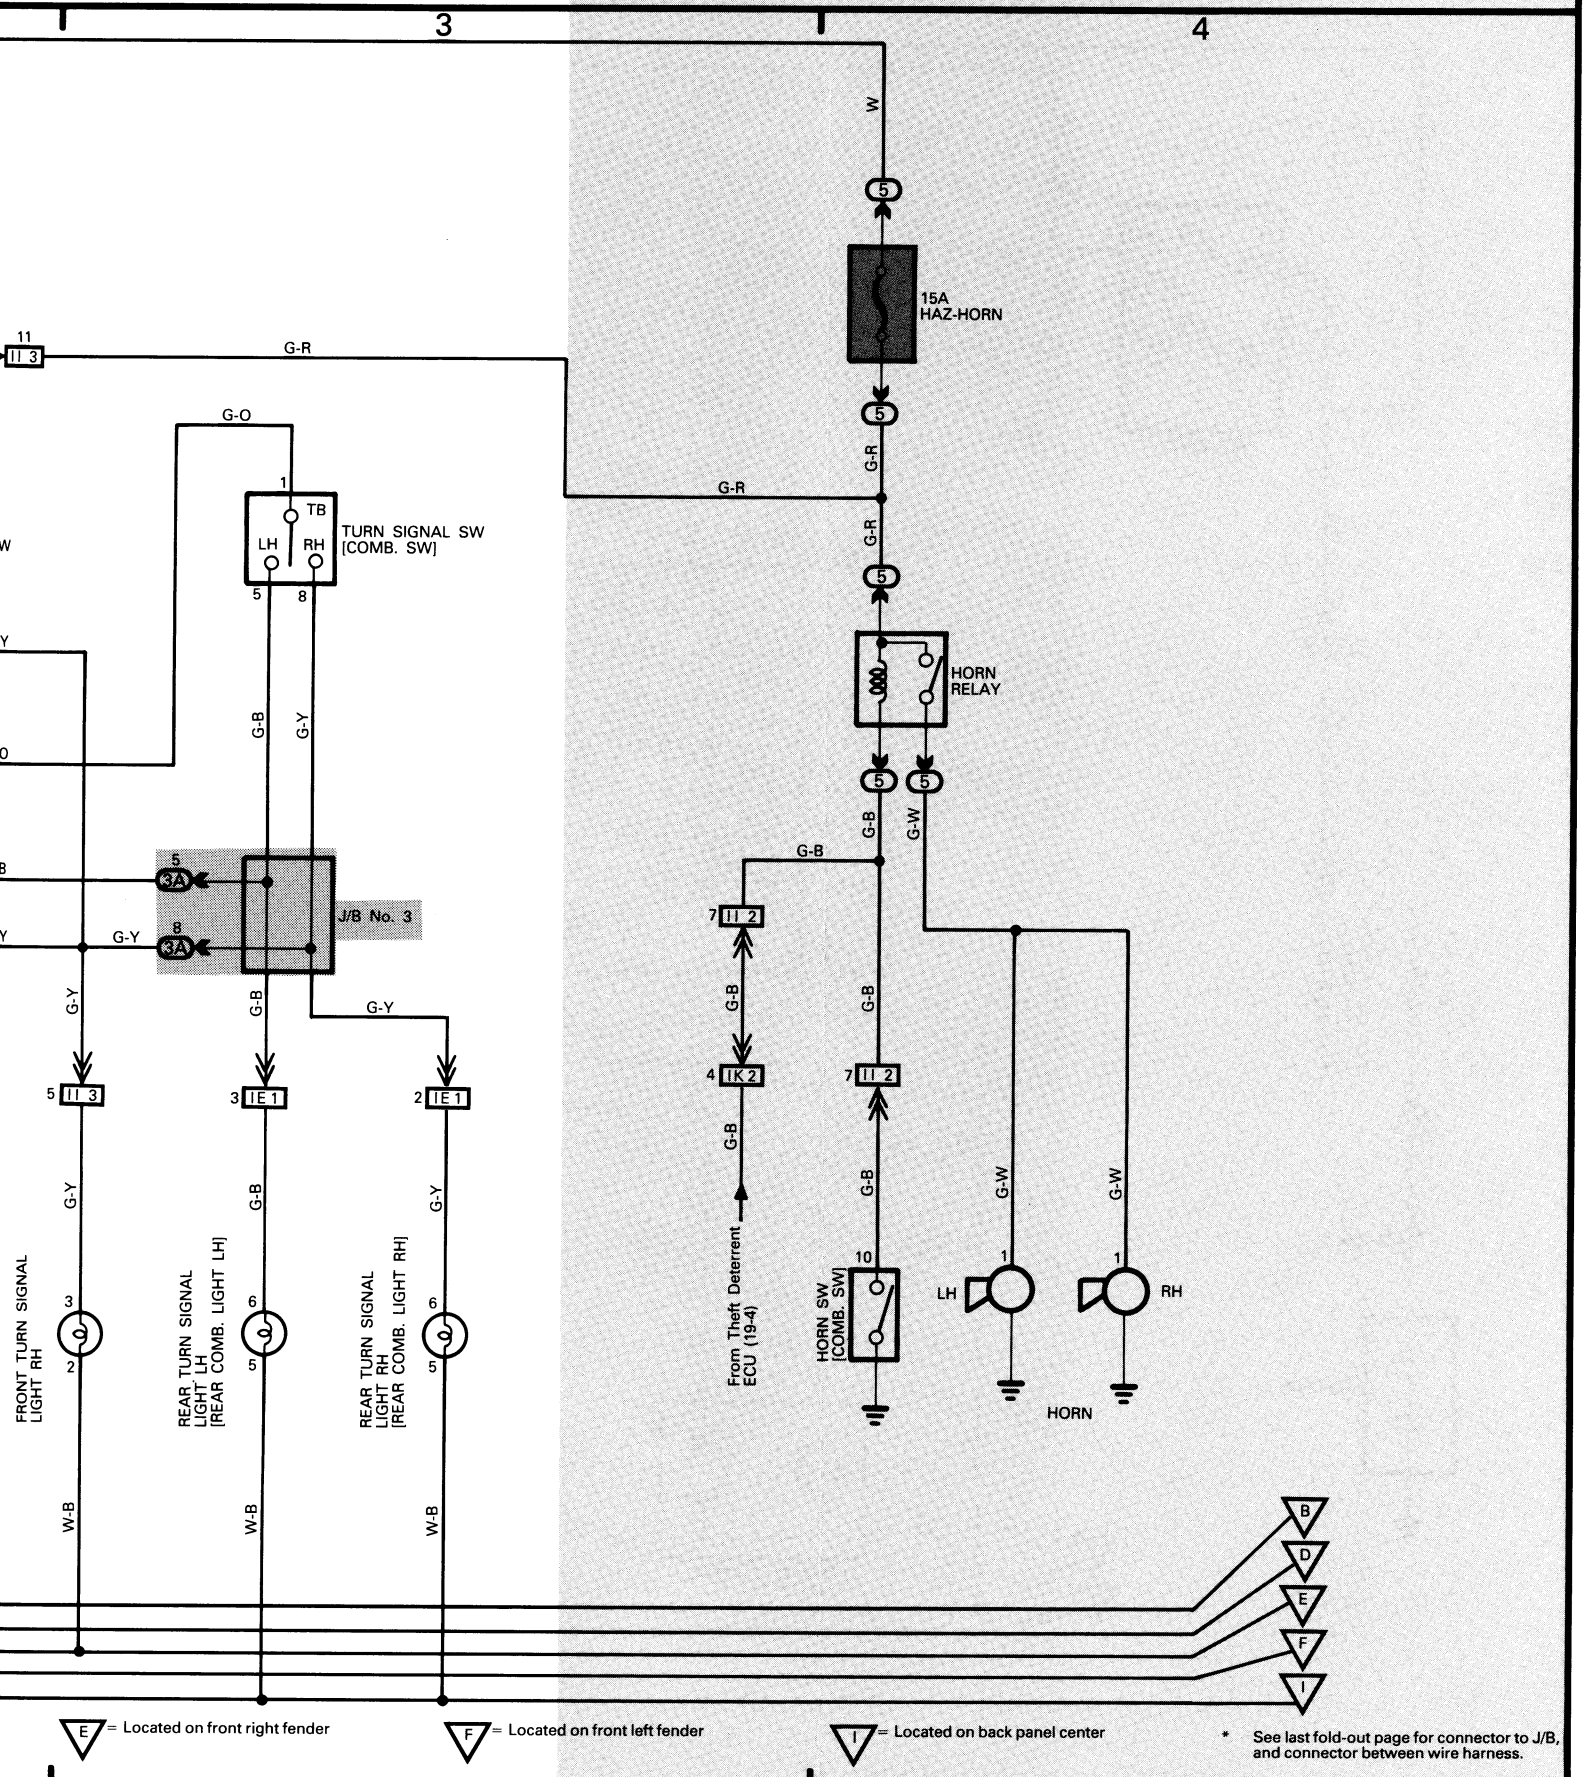 3
4
W
5
15A
HAZ-HORN
11
II 3
G-R
5
G-O
G-R
1
G-R
TB
TURN SIGNAL SW
[COMB. SW]
LH
RH
G-R
W
5
5
8
Y
HORN
RELAY
G-B
G-Y
O
5
5
G-B
G-W
G-B
5
B
3A
7
II 2
J/B No. 3
8
Y
G-Y
3A
G-Y
G-B
G-Y
G-B
G-B
5
II 3
3
IE 1
2
IE 1
4
IK 2
7
II 2
G-B
G-Y
G-B
G-Y
G-B
G-W
G-W
FRONT TURN SIGNAL
LIGHT RH
REAR TURN SIGNAL
LIGHT LH
[REAR COMB. LIGHT LH]
REAR TURN SIGNAL
LIGHT RH
[REAR COMB. LIGHT RH]
From Theft Deterrent
ECU (19-4)
HORN SW
[COMB. SW]
10
1
1
LH
RH
3
6
6
2
5
5
HORN
W-B
W-B
W-B
B
D
E
F
I
E = Located on front right fender
F = Located on front left fender
I = Located on back panel center
* See last fold-out page for connector to J/B,
and connector between wire harness.